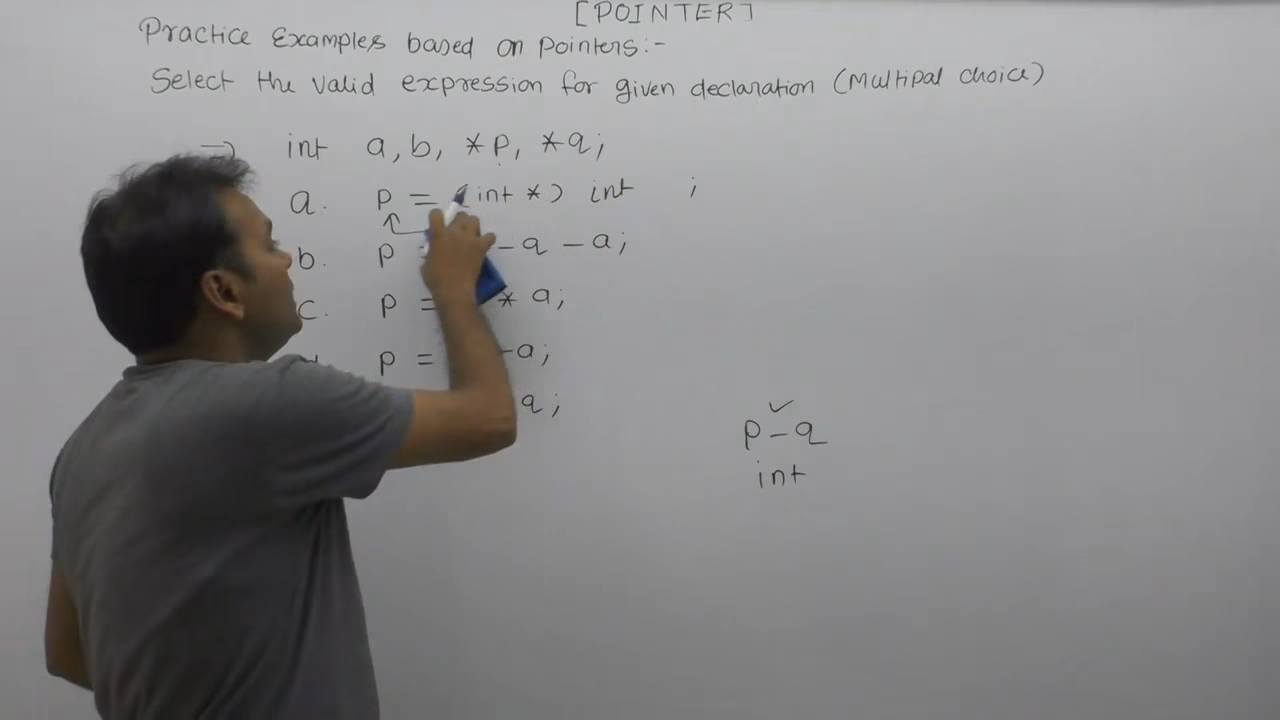 [POINTER]
Practice Examples based on pointers:-
Select the valid expression for given declaration (Multipal choice)
→ int a, b, *p, *q;
a. p = (int *) int ;
b. p - q - a;
c. p = * a;
p = - a;
q;
p - q
int